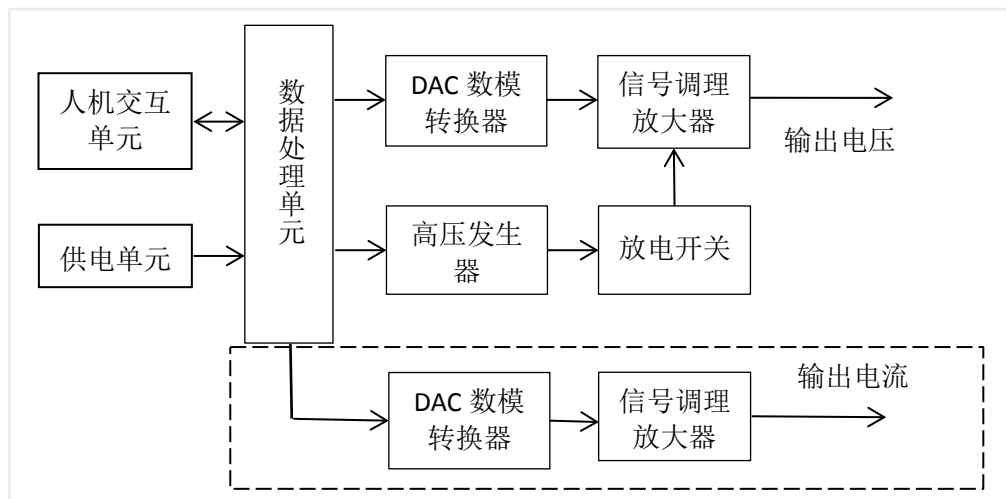 人机交互
单元
供电单元
数据处理单元
DAC 数模
转换器
信号调理
放大器
输出电压
高压发生
器
放电开关
DAC 数模
转换器
信号调理
放大器
输出电流